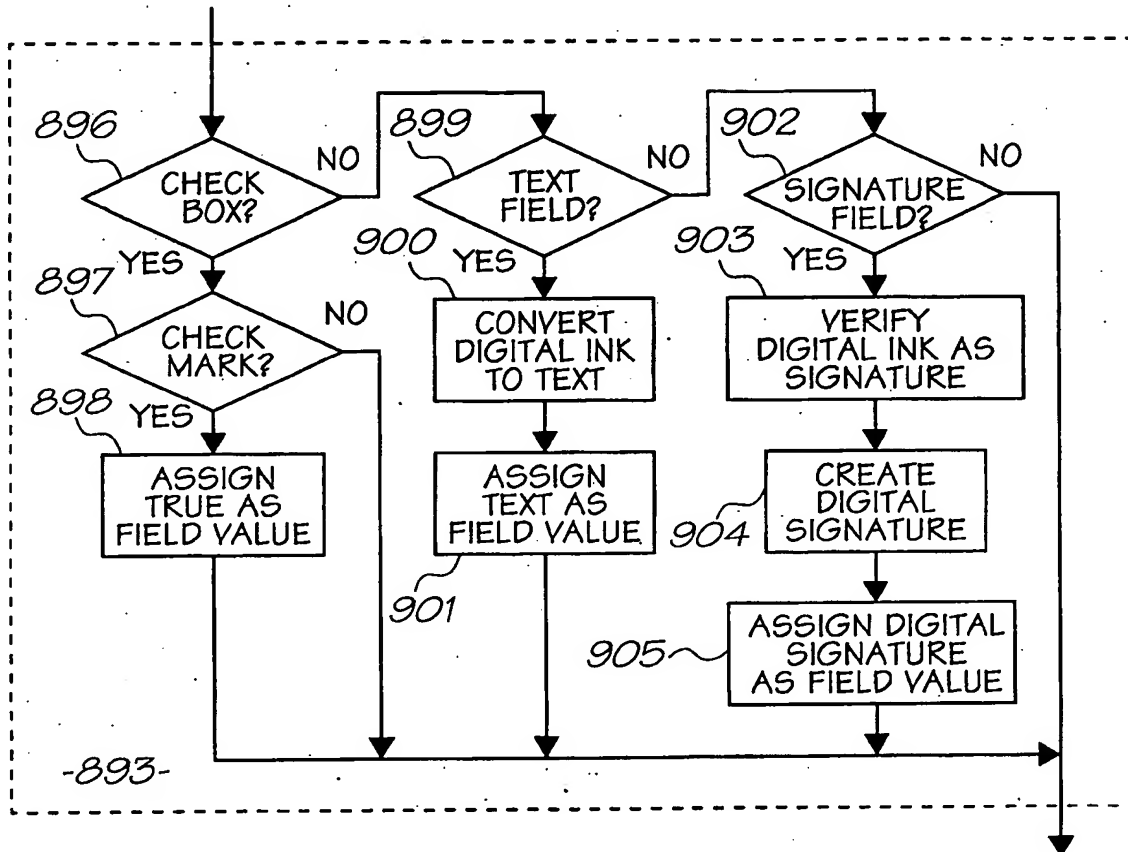 896
CHECK
BOX?
NO
YES
897
CHECK
MARK?
NO
YES
898
ASSIGN
TRUE AS
FIELD VALUE
899
TEXT
FIELD?
NO
YES
900
CONVERT
DIGITAL INK
TO TEXT
ASSIGN
TEXT AS
FIELD VALUE
901
902
SIGNATURE
FIELD?
NO
YES
903
VERIFY
DIGITAL INK AS
SIGNATURE
CREATE
DIGITAL
SIGNATURE
904
ASSIGN DIGITAL
SIGNATURE
AS FIELD VALUE
905
-893-